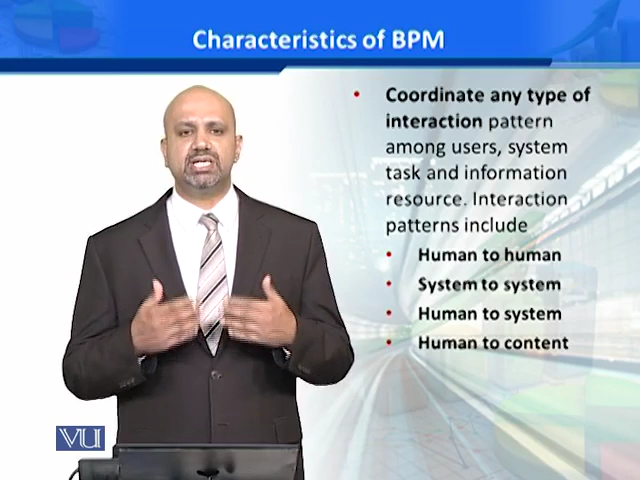 Characteristics of BPM
• Coordinate any type of
interaction pattern
among users, system
task and information
resource. Interaction
patterns include
• Human to human
• System to system
• Human to system
• Human to content
VU